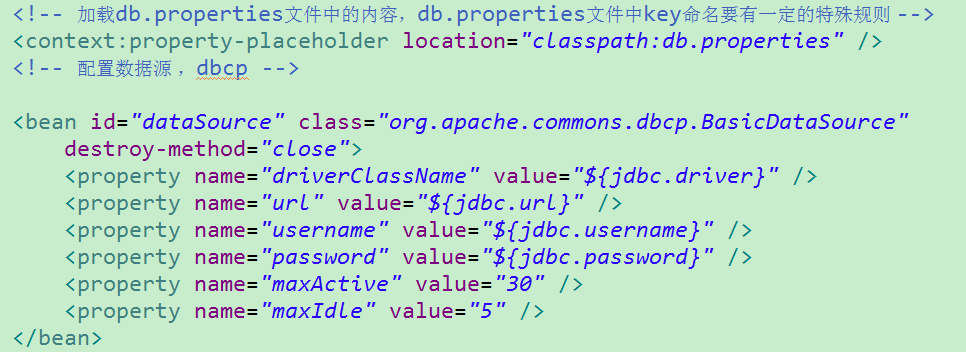 <!-- 加载db.properties文件中的内容，db.properties文件中key命名要有一定的特殊规则 -->
<context:property-placeholder location="classpath:db.properties" />
<!-- 配置数据源 ，dbcp -->
<bean id="dataSource" class="org.apache.commons.dbcp.BasicDataSource"
destroy-method="close">
<property name="driverClassName" value="${jdbc.driver}" />
<property name="url" value="${jdbc.url}" />
<property name="username" value="${jdbc.username}" />
<property name="password" value="${jdbc.password}" />
<property name="maxActive" value="30" />
<property name="maxIdle" value="5" />
</bean>